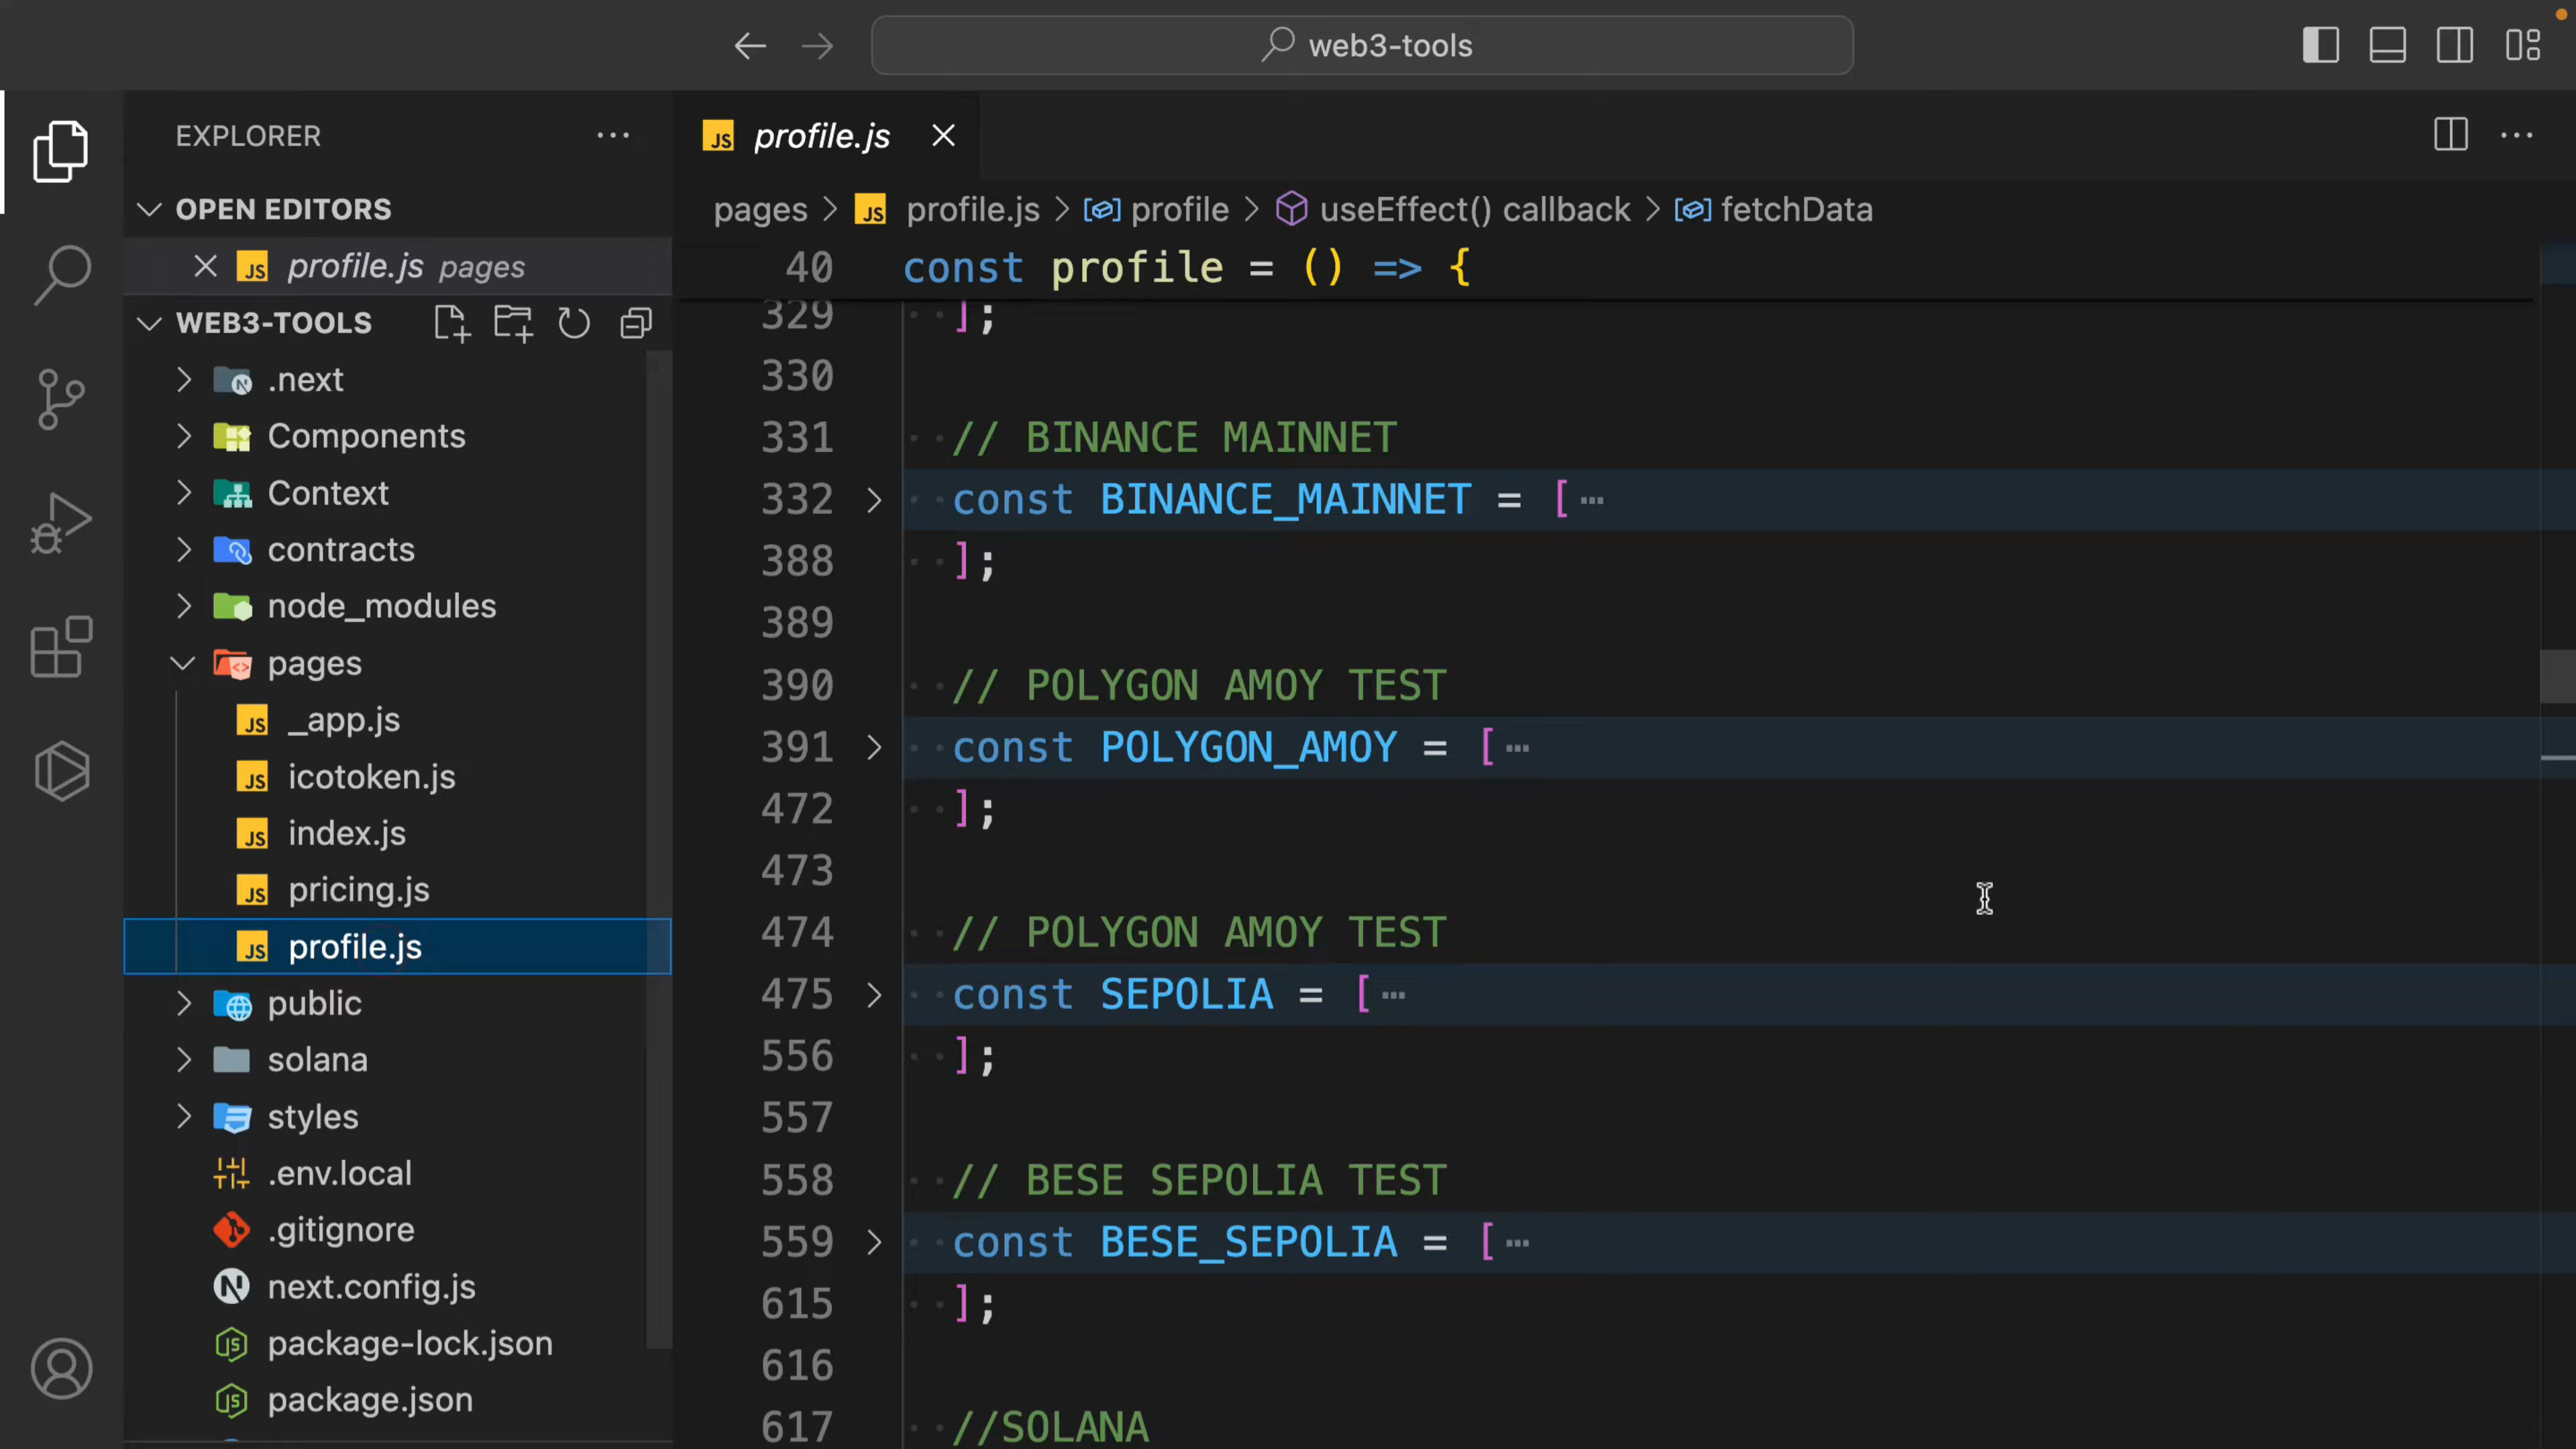 web3-tools
EXPLORER
OPEN EDITORS
profile.js pages
WEB3-TOOLS
.next
Components
Context
contracts
node_modules
pages
_app.js
icotoken.js
index.js
pricing.js
profile.js
public
solana
styles
.env.local
.gitignore
next.config.js
package-lock.json
package.json
profile.js
pages > profile.js > profile > useEffect() callback > fetchData
40 const profile = () => {
329 ];
330
331 // BINANCE MAINNET
332 const BINANCE_MAINNET = [ …
388 ];
389
390 // POLYGON AMOY TEST
391 const POLYGON_AMOY = [ …
472 ];
473
474 // POLYGON AMOY TEST
475 const SEPOLIA = [ …
556 ];
557
558 // BESE SEPOLIA TEST
559 const BESE_SEPOLIA = [ …
615 ];
616
617 //SOLANA